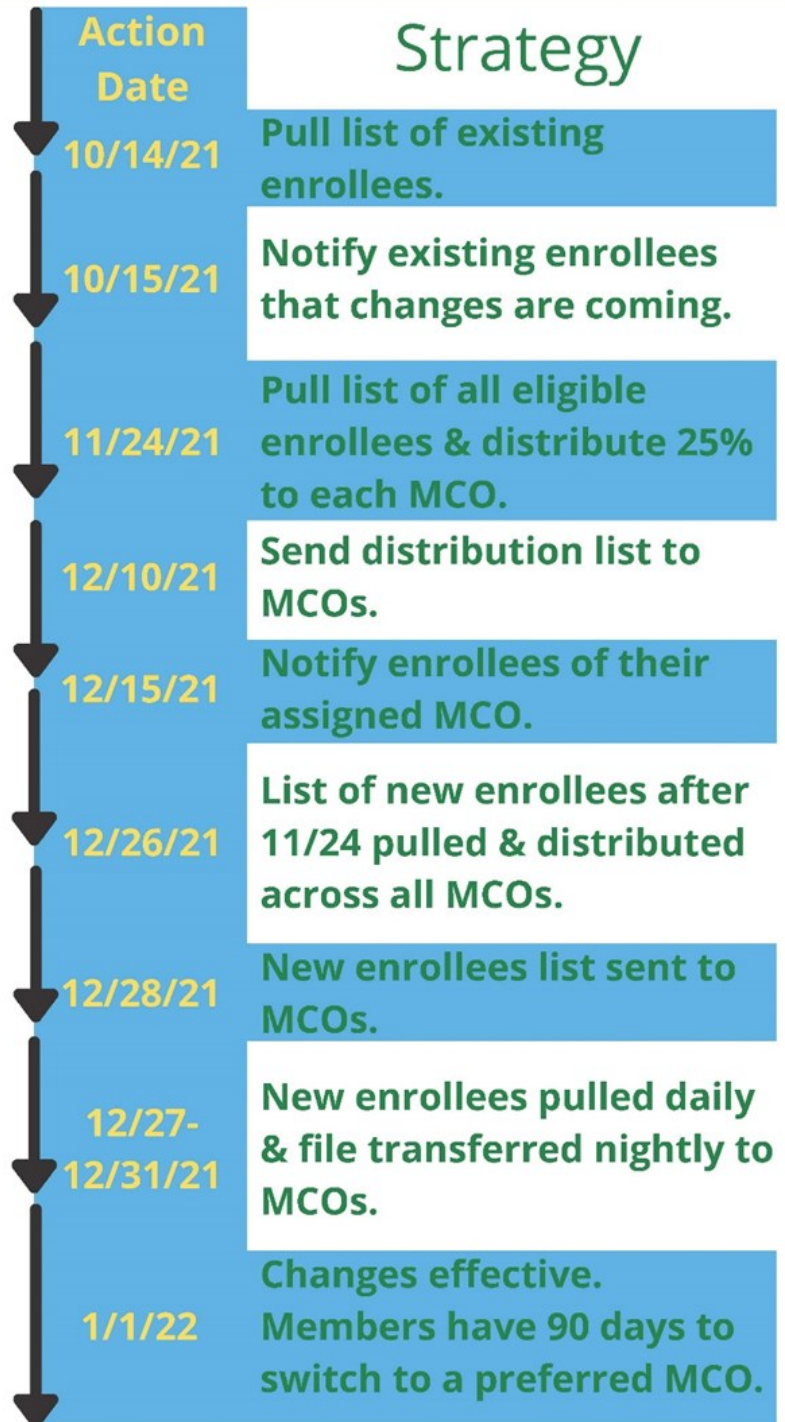 Action
Date
Strategy
10/14/21
Pull list of existing
enrollees.
10/15/21
Notify existing enrollees
that changes are coming.
11/24/21
Pull list of all eligible
enrollees & distribute 25%
to each MCO.
12/10/21
Send distribution list to
MCOs.
12/15/21
Notify enrollees of their
assigned MCO.
12/26/21
List of new enrollees after
11/24 pulled & distributed
across all MCOs.
12/28/21
New enrollees list sent to
MCOs.
12/27-
12/31/21
New enrollees pulled daily
& file transferred nightly to
MCOs.
1/1/22
Changes effective.
Members have 90 days to
switch to a preferred MCO.